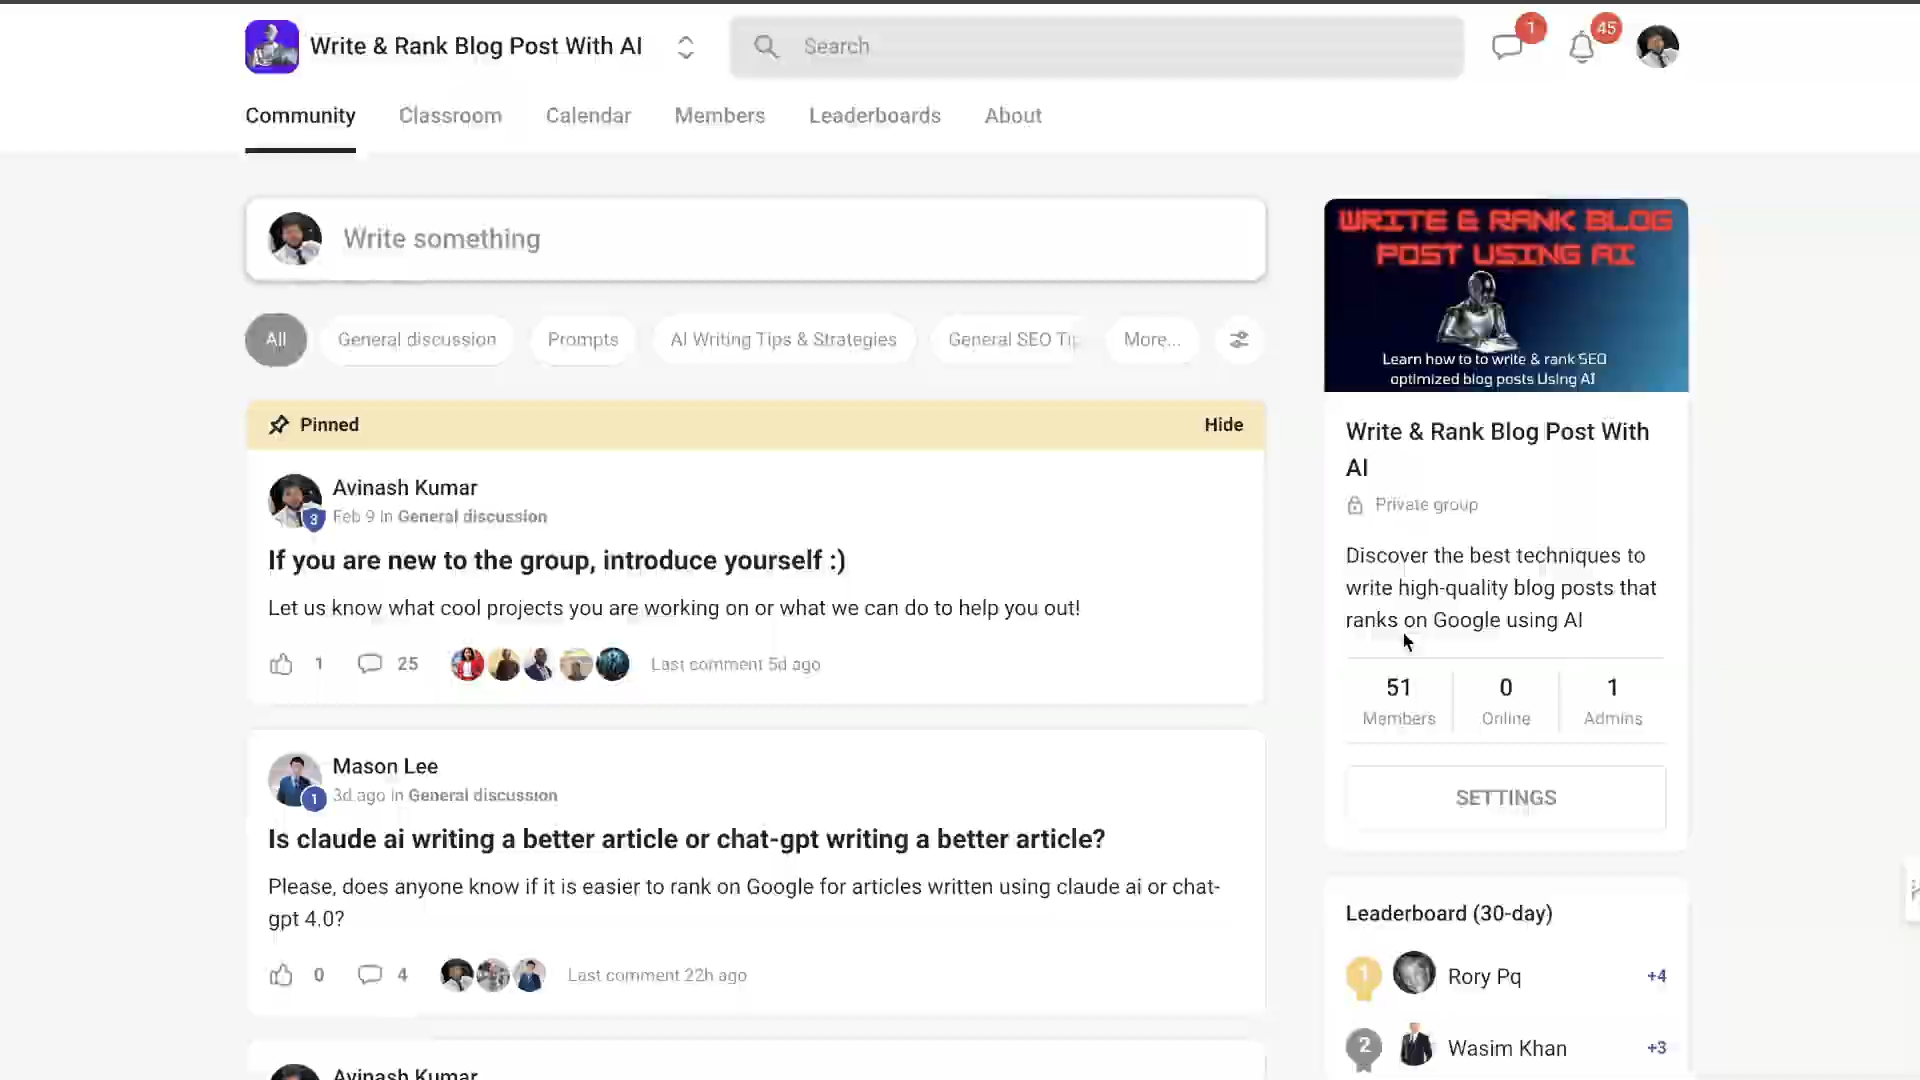 Write & Rank Blog Post With AI
Search
1
45
Community
Classroom
Calendar
Members
Leaderboards
About
Write something
All
General discussion
Prompts
AI Writing Tips & Strategies
General SEO Tip
More...
Pinned
Hide
Avinash Kumar
3
Feb 9 in General discussion
If you are new to the group, introduce yourself :)
Let us know what cool projects you are working on or what we can do to help you out!
1
25
Last comment 5d ago
Mason Lee
1
3d ago in General discussion
Is claude ai writing a better article or chat-gpt writing a better article?
Please, does anyone know if it is easier to rank on Google for articles written using claude ai or chat-
gpt 4.0?
0
4
Last comment 22h ago
Avinash Kumar
WRITE & RANK BLOG
POST USING AI
Learn how to to write & rank SEO
optimized blog posts Using AI
Write & Rank Blog Post With
AI
Private group
Discover the best techniques to
write high-quality blog posts that
ranks on Google using AI
51
Members
0
Online
1
Admins
SETTINGS
Leaderboard (30-day)
1
Rory Pq
+4
2
Wasim Khan
+3